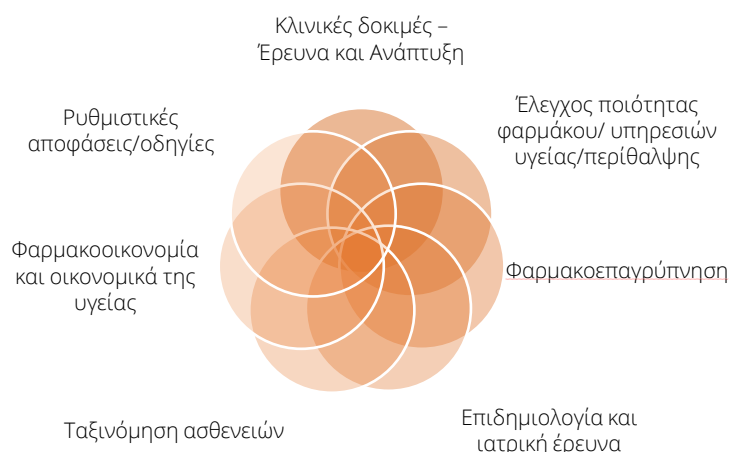 Κλινικές δοκιμές –
Έρευνα και Ανάπτυξη
Έλεγχος ποιότητας
φαρμάκου/ υπηρεσιών
υγείας/περίθαλψης
Φαρμακοεπαγρύπνηση
Επιδημιολογία και
ιατρική έρευνα
Ταξινόμηση ασθενειών
Φαρμακοοικονομία
και οικονομικά της
υγείας
Ρυθμιστικές
αποφάσεις/οδηγίες